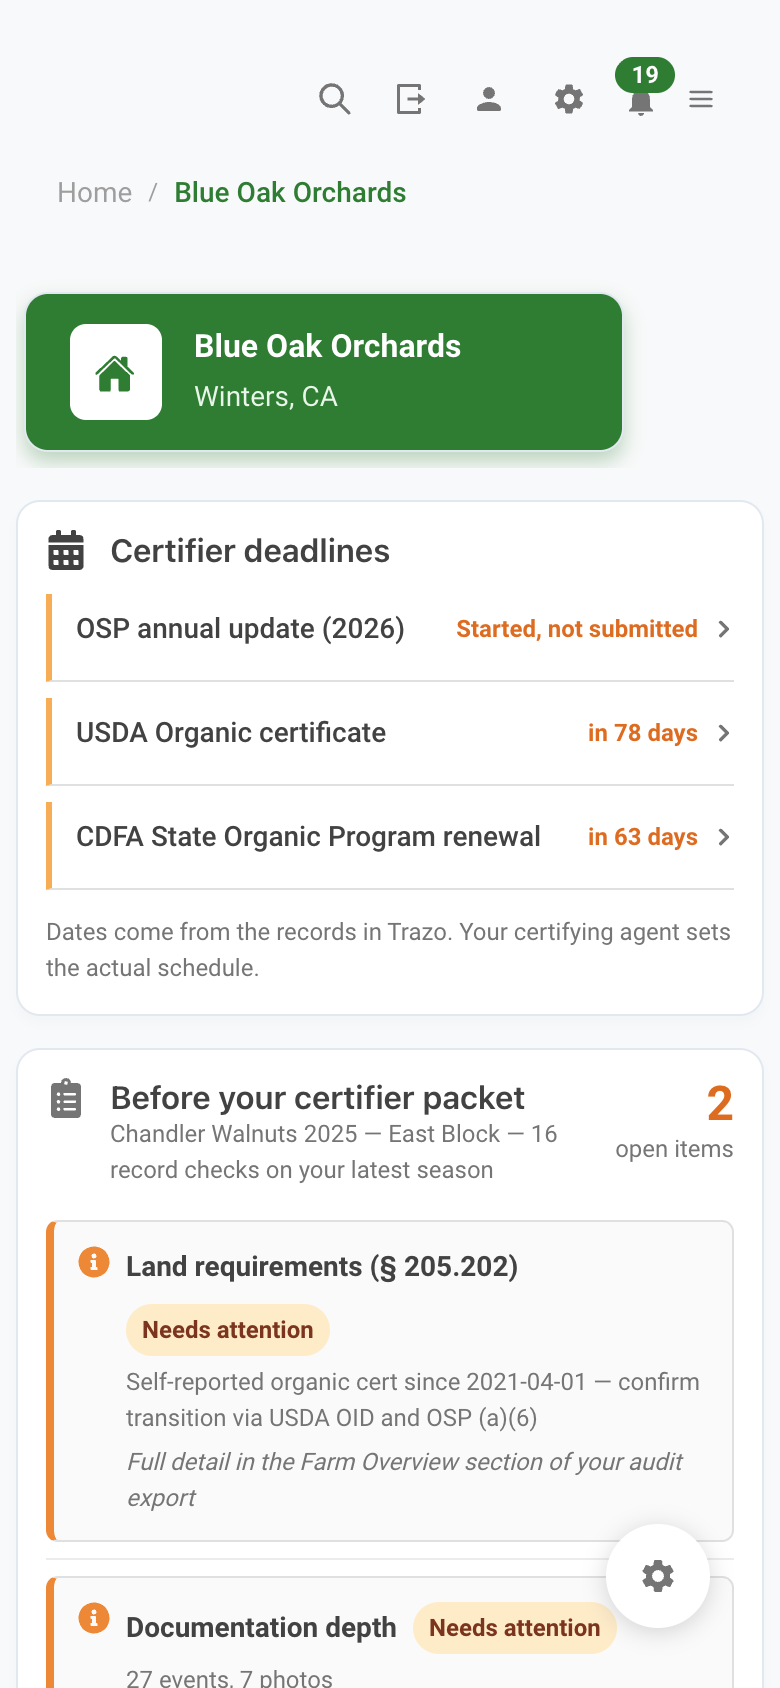 19
Home / Blue Oak Orchards
Blue Oak Orchards
Winters, CA
Certifier deadlines
OSP annual update (2026) Started, not submitted
USDA Organic certificate in 78 days
CDFA State Organic Program renewal in 63 days
Dates come from the records in Trazo. Your certifying agent sets
the actual schedule.
Before your certifier packet 2
Chandler Walnuts 2025 — East Block — 16 open items
record checks on your latest season
Land requirements (§ 205.202)
Needs attention
Self-reported organic cert since 2021-04-01 — confirm
transition via USDA OID and OSP (a)(6)
Full detail in the Farm Overview section of your audit
export
Documentation depth Needs attention
27 events, 7 photos